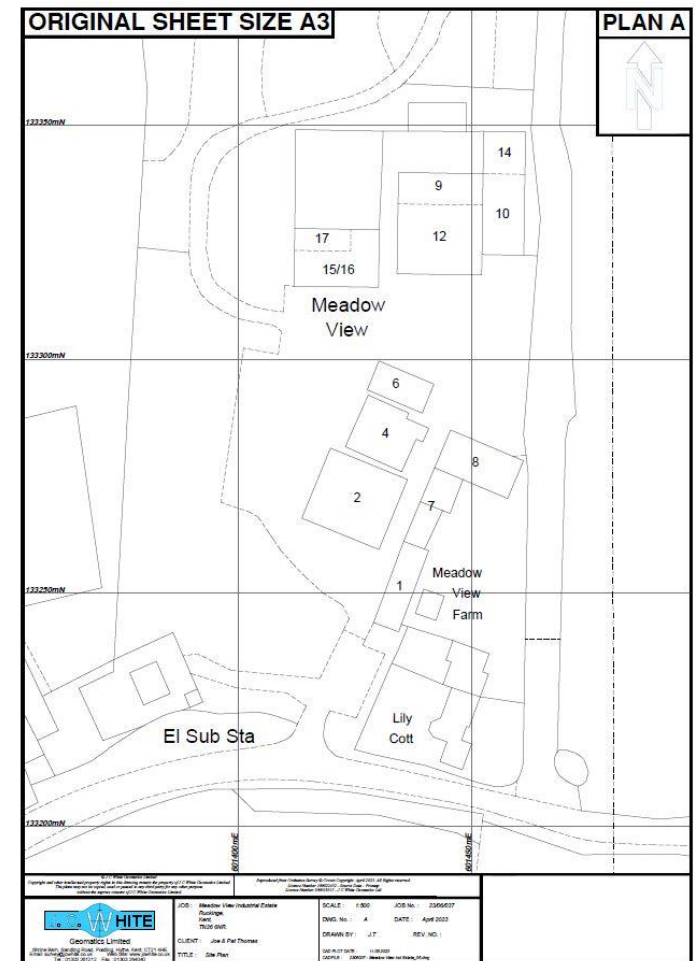 ORIGINAL SHEET SIZE A3
PLAN A
N
133350mN
14
9
10
12
17
15/16
Meadow
View
133300mN
6
4
8
2
7
133250mN
1
Meadow
View
Farm
Lily
Cott
El Sub Sta
133200mN
601400mE
601450mE
WHITE
Geomatics Limited
JOB : Meadow View Industrial Estate
Ruckinge,
Kent,
TN26 6NR.
CLIENT : Joe & Pat Thomas
TITLE : Site Plan
SCALE : 1:500
JOB No. : 23/04/037
DWG. No. : A
DATE : April 2023
DRAWN BY : J.T
REV. NO. :